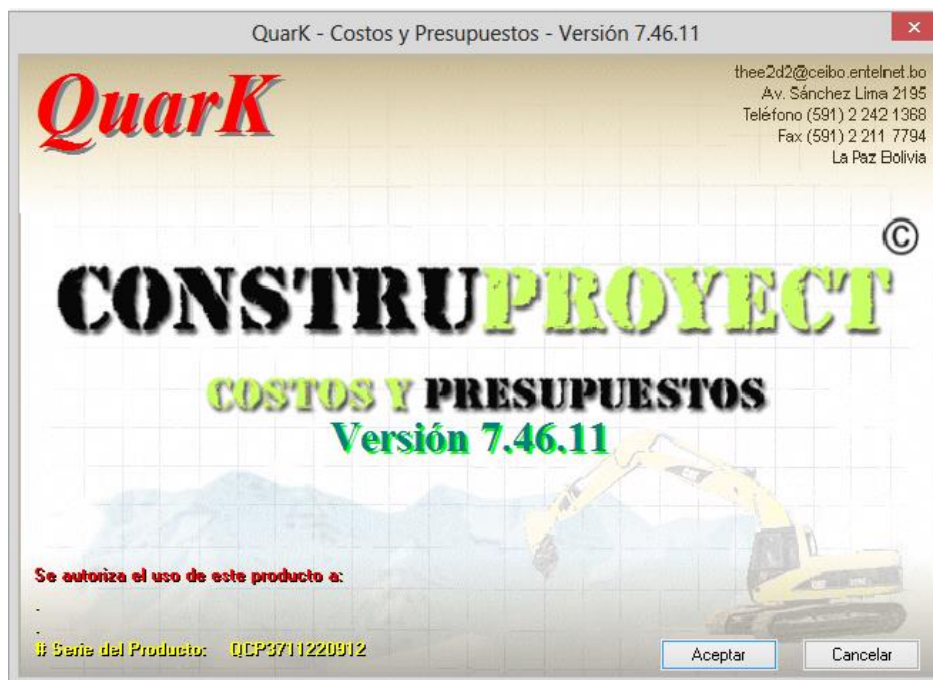 QuarK - Costos y Presupuestos - Versión 7.46.11
QuarK
thee2d2@ceibo.entelnet.bo
Av. Sánchez Lima 2195
Teléfono (591) 2 242 1368
Fax (591) 2 211 7794
La Paz Bolivia
©
CONSTRUPROYECT
COSTOS Y PRESUPUESTOS
Versión 7.46.11
Se autoriza el uso de este producto a:
.
.
# Serie del Producto: QCP3711220912
Aceptar
Cancelar